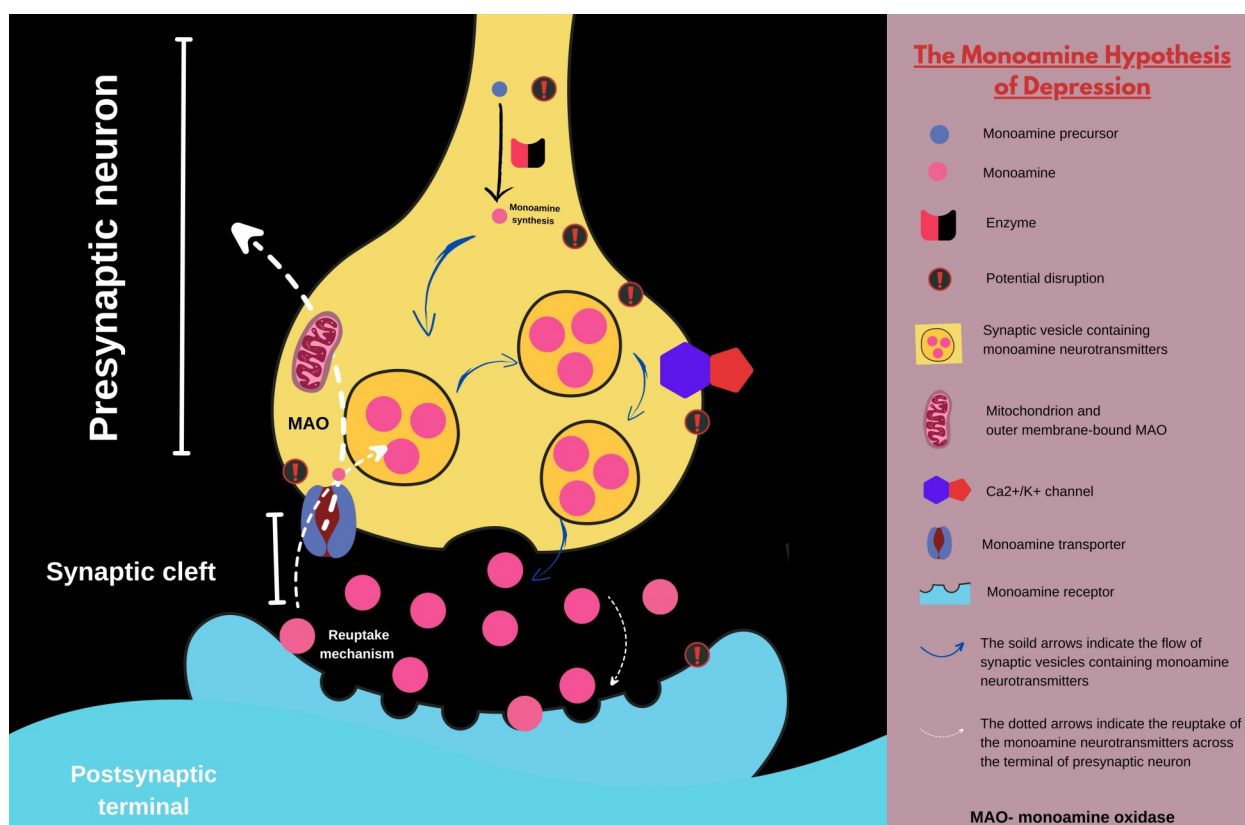 Presynaptic neuron
Monoamine
synthesis
MAO
Synaptic cleft
Reuptake
mechanism
Postsynaptic
terminal
The Monoamine Hypothesis
of Depression
Monoamine precursor
Monoamine
Enzyme
Potential disruption
Synaptic vesicle containing
monoamine neurotransmitters
Mitochondrion and
outer membrane-bound MAO
Ca2+/K+ channel
Monoamine transporter
Monoamine receptor
The soild arrows indicate the flow of
synaptic vesicles containing monoamine
neurotransmitters
The dotted arrows indicate the reuptake of
the monoamine neurotransmitters across
the terminal of presynaptic neuron
MAO- monoamine oxidase